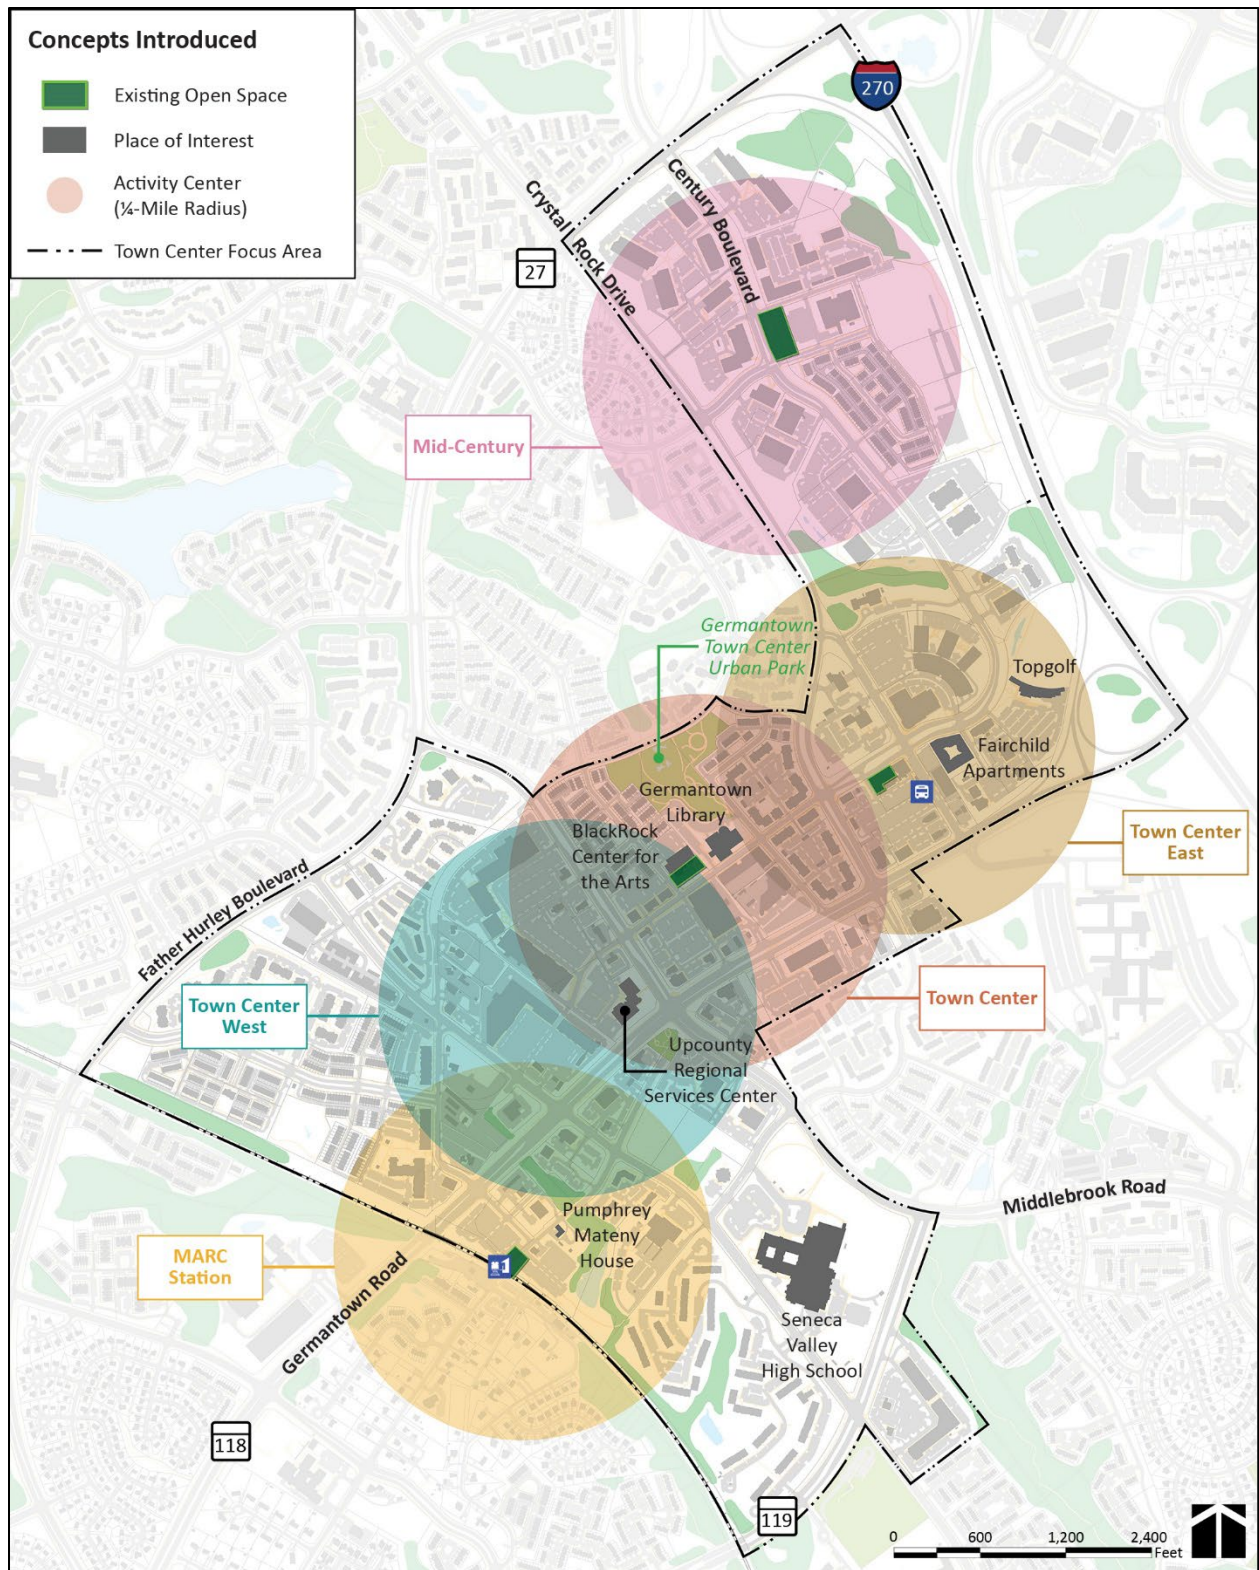 Concepts Introduced
Existing Open Space
Place of Interest
Activity Center
(¼-Mile Radius)
Town Center Focus Area
270
Century Boulevard
Crystal Rock Drive
27
Mid-Century
Germantown
Town Center
Urban Park
Topgolf
Fairchild
Apartments
Germantown
Library
BlackRock
Center for
the Arts
Town Center
East
Father Hurley Boulevard
Town Center
West
Town Center
Upcounty
Regional
Services Center
Middlebrook Road
Pumphrey
Mateny
House
MARC
Station
Germantown Road
Seneca
Valley
High School
118
119
0 600 1,200 2,400
Feet